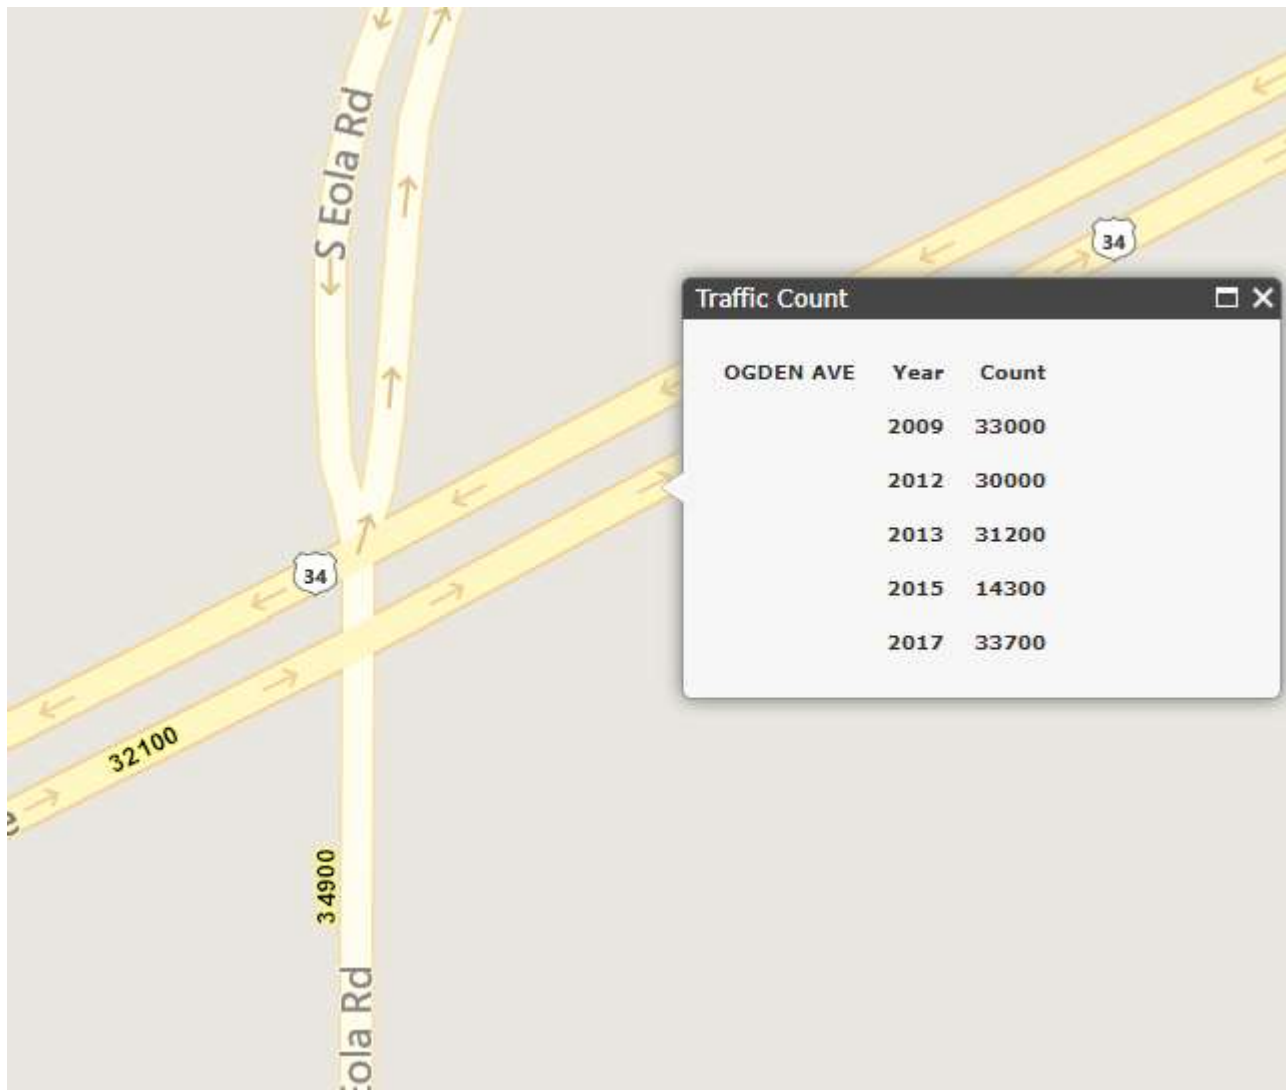 S Eola Rd
34
Traffic Count
OGDEN AVE Year Count
2009 33000
2012 30000
2013 31200
2015 14300
2017 33700
34
32100
e
34900
Eola Rd